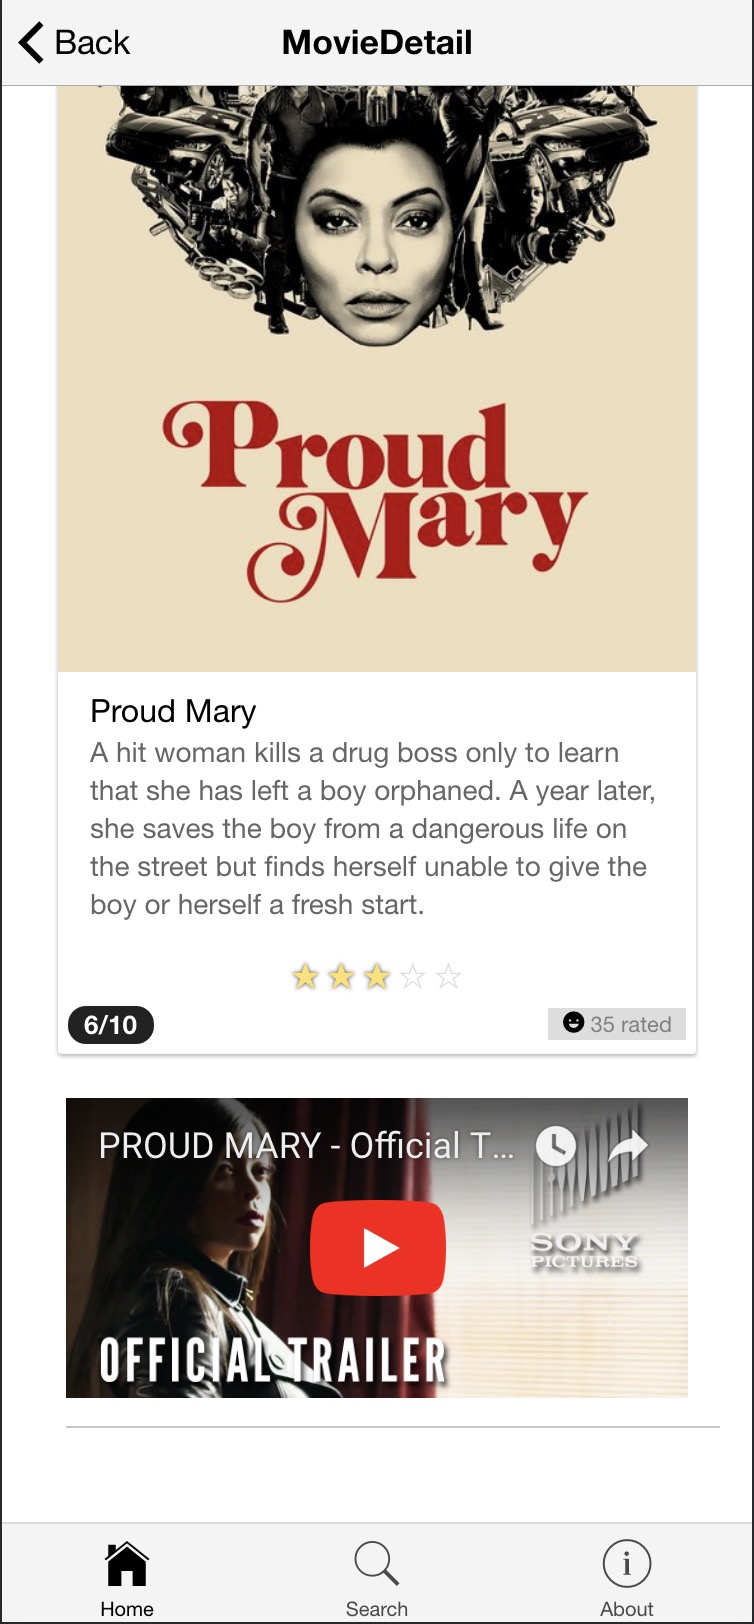 Back
MovieDetail
Proud
Mary
Proud Mary
A hit woman kills a drug boss only to learn
that she has left a boy orphaned. A year later,
she saves the boy from a dangerous life on
the street but finds herself unable to give the
boy or herself a fresh start.
6/10
35 rated
PROUD MARY - Official T...
SONY
PICTURES
OFFICIAL TRAILER
Home
Search
About